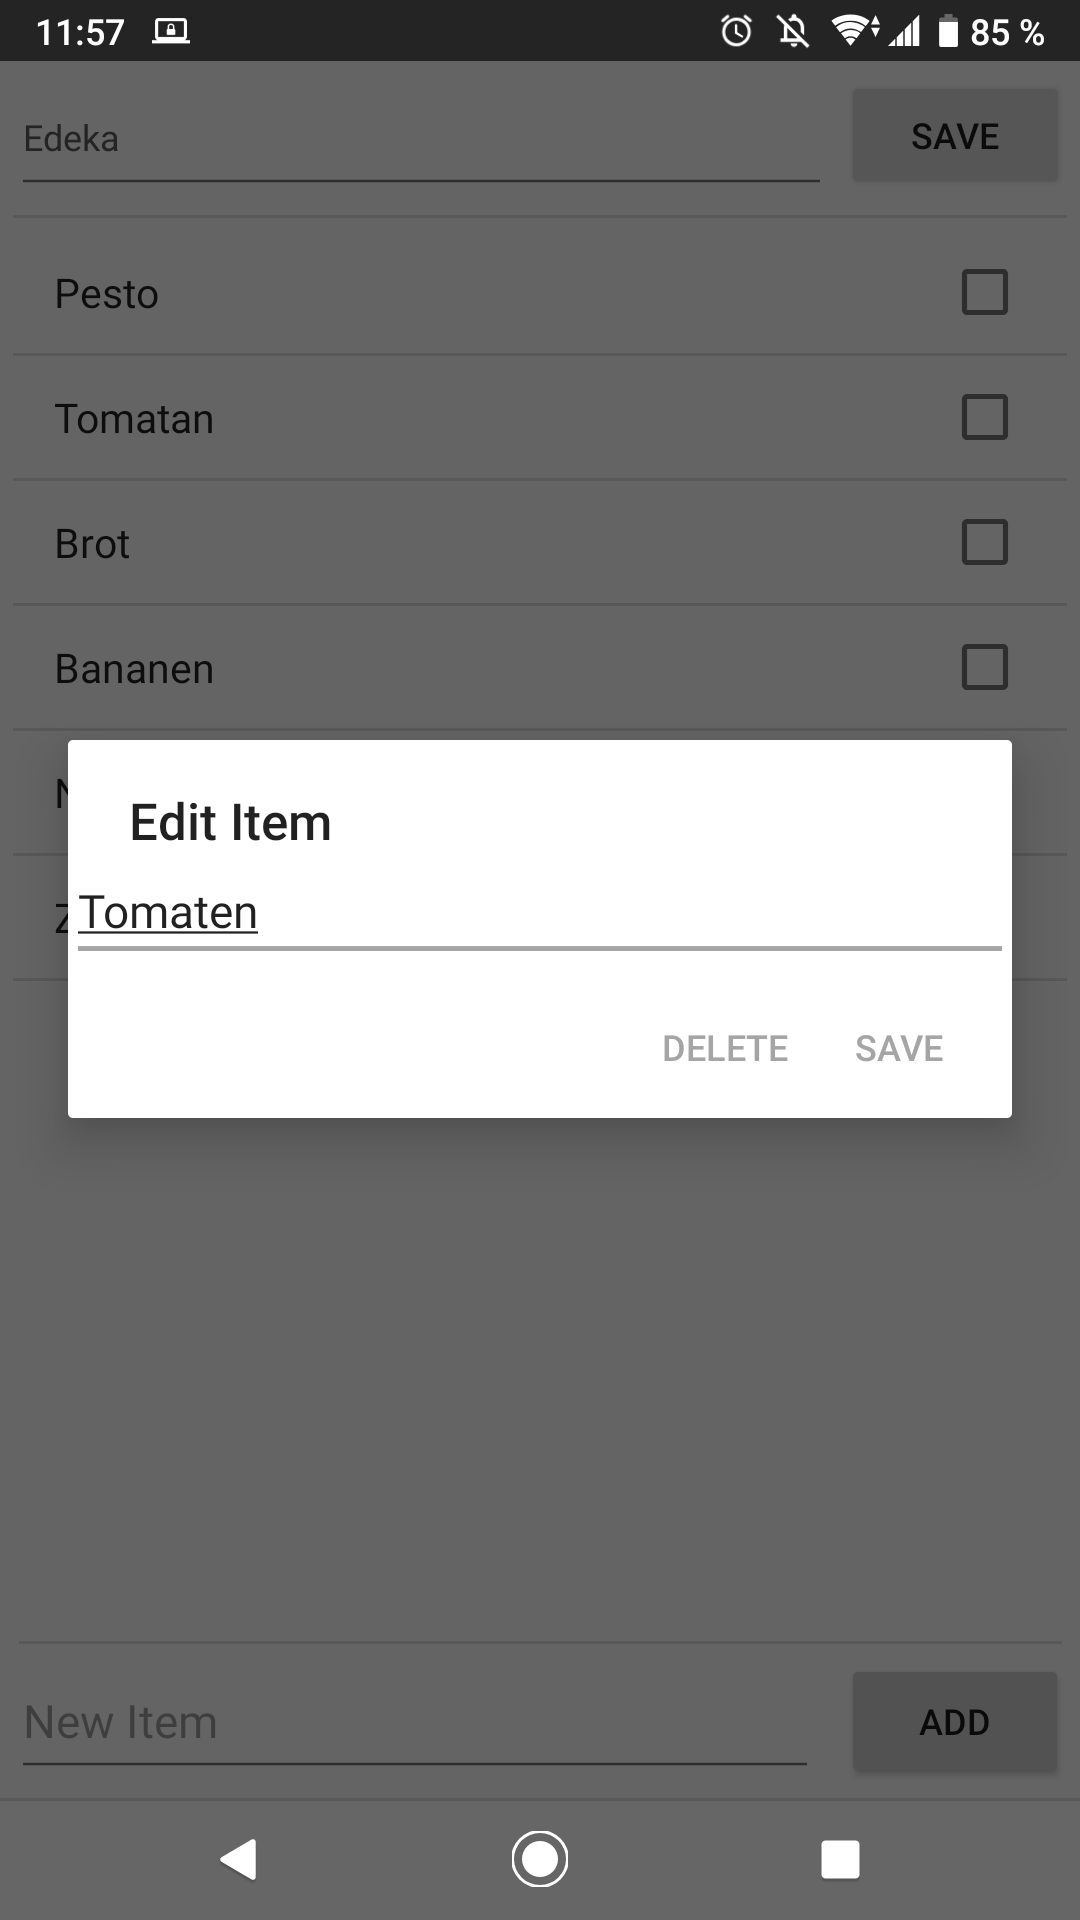 11:57 85 %
Edeka SAVE
Pesto
Tomatan
Brot
Bananen
Edit Item
Tomaten
DELETE SAVE
New Item ADD